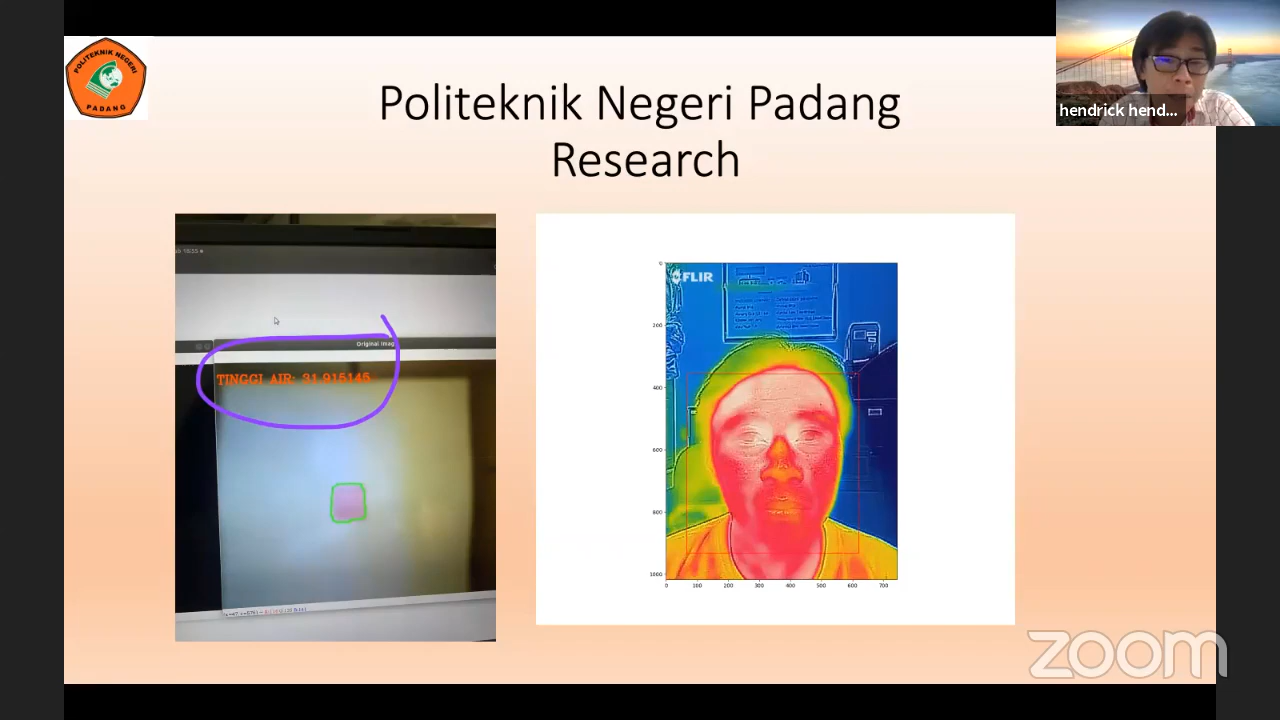 POLITEKNIK NEGERI
PADANG
Politeknik Negeri Padang
Research
hendrick hend...
Original Imag
TINGGI AIR: 31.915145
FLIR
0
200
400
600
800
1000
0 100 200 300 400 500 600 700
zoom